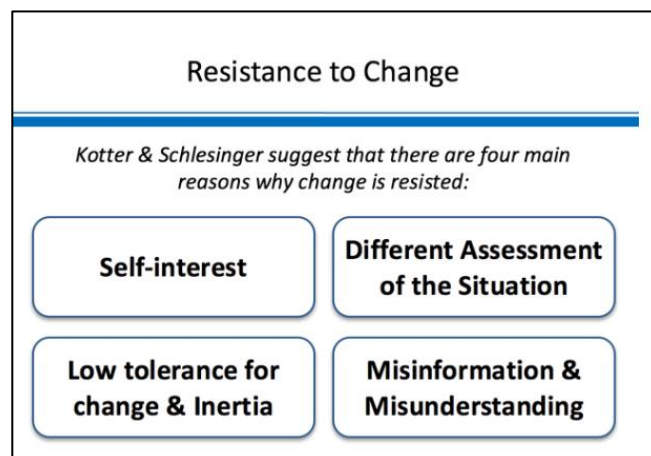 Resistance to Change
Kotter & Schlesinger suggest that there are four main
reasons why change is resisted:
Self-interest
Different Assessment
of the Situation
Low tolerance for
change & Inertia
Misinformation &
Misunderstanding